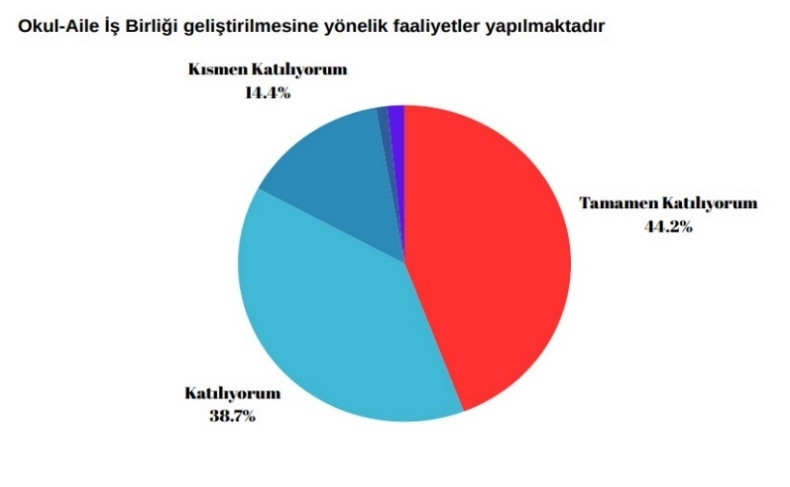 Okul-Aile İş Birliği geliştirilmesine yönelik faaliyetler yapılmaktadır
Kısmen Katılıyorum
14.4%
Tamamen Katılıyorum
44.2%
Katılıyorum
38.7%